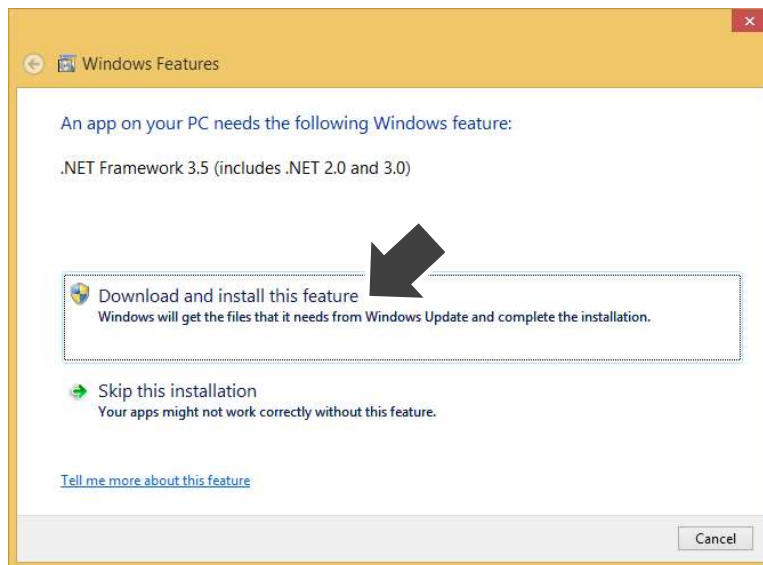 Windows Features
An app on your PC needs the following Windows feature:
.NET Framework 3.5 (includes .NET 2.0 and 3.0)
Download and install this feature
Windows will get the files that it needs from Windows Update and complete the installation.
Skip this installation
Your apps might not work correctly without this feature.
Tell me more about this feature
Cancel